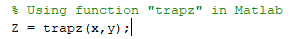 % Using function "trapz" in Matlab
Z = trapz(x,y);